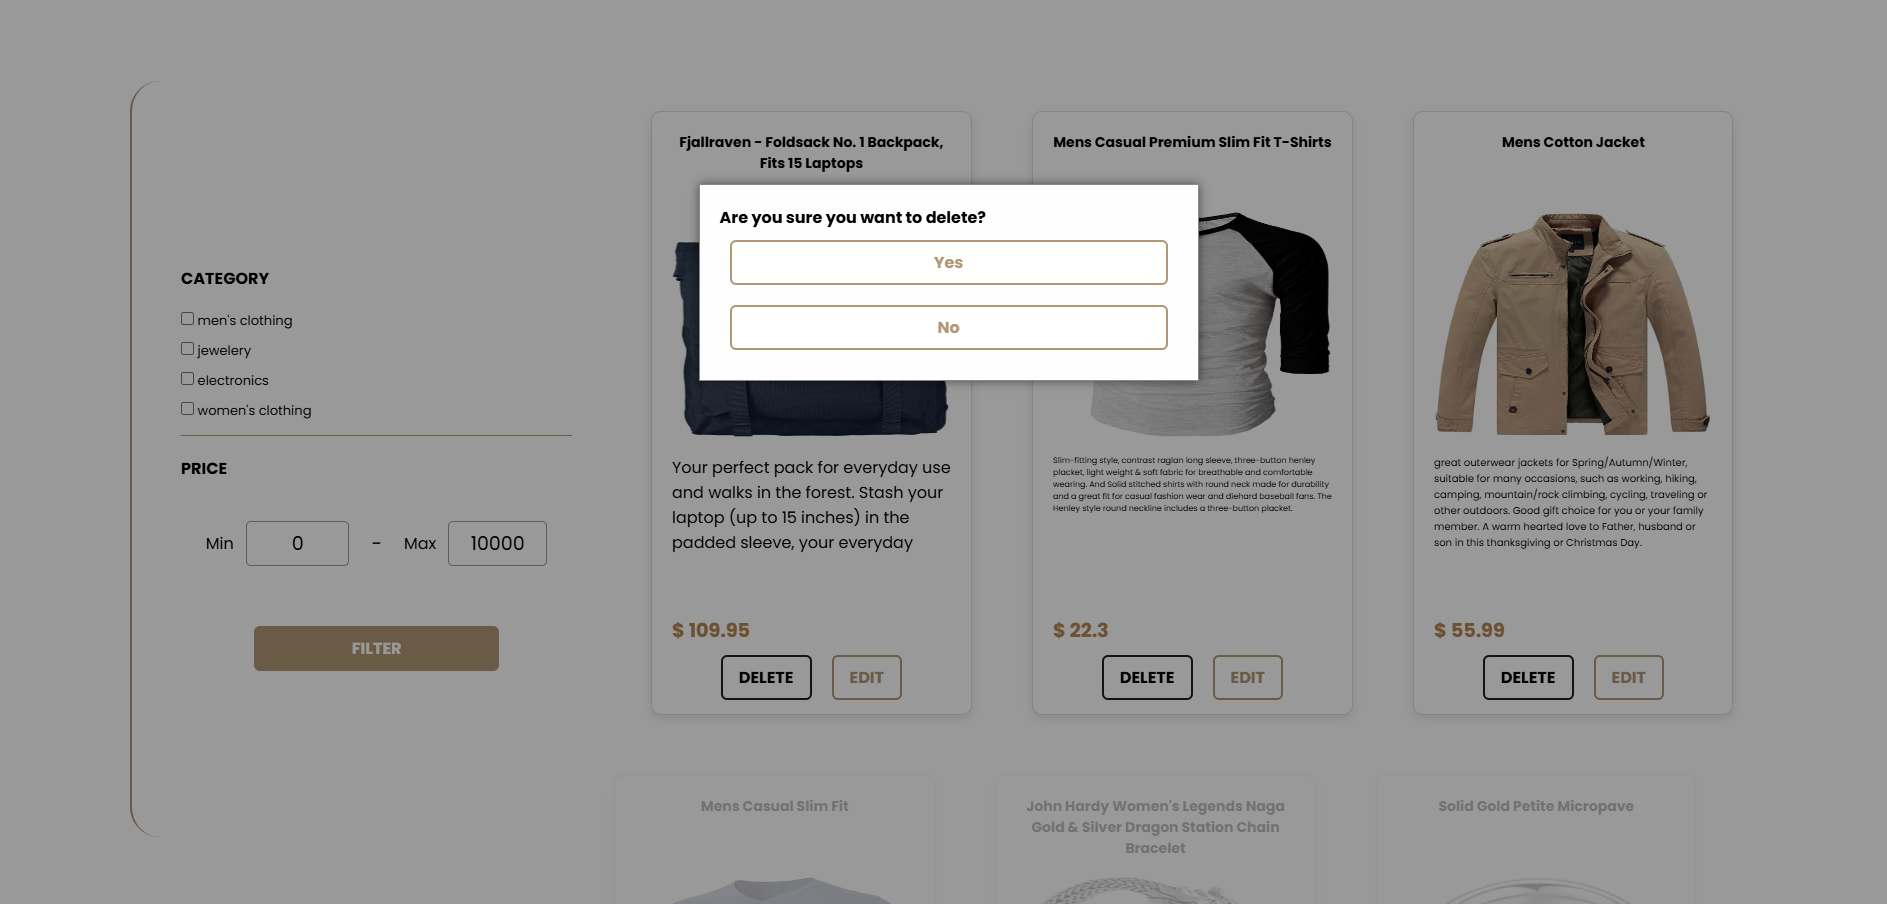 CATEGORY
men's clothing
jewelery
electronics
women's clothing
PRICE
Min 0 - Max 10000
FILTER
Fjallraven - Foldsack No. 1 Backpack,
Fits 15 Laptops
Your perfect pack for everyday use
and walks in the forest. Stash your
laptop (up to 15 inches) in the
padded sleeve, your everyday
$ 109.95
DELETE EDIT
Mens Casual Premium Slim Fit T-Shirts
Slim-fitting style, contrast raglan long sleeve, three-button henley
placket, light weight & soft fabric for breathable and comfortable
wearing. And Solid stitched shirts with round neck made for durability
and a great fit for casual fashion wear and diehard baseball fans. The
Henley style round neckline includes a three-button placket.
$ 22.3
DELETE EDIT
Mens Cotton Jacket
great outerwear jackets for Spring/Autumn/Winter,
suitable for many occasions, such as working, hiking,
camping, mountain/rock climbing, cycling, traveling or
other outdoors. Good gift choice for you or your family
member. A warm hearted love to Father, husband or
son in this thanksgiving or Christmas Day.
$ 55.99
DELETE EDIT
Are you sure you want to delete?
Yes
No
Mens Casual Slim Fit
John Hardy Women's Legends Naga
Gold & Silver Dragon Station Chain
Bracelet
Solid Gold Petite Micropave